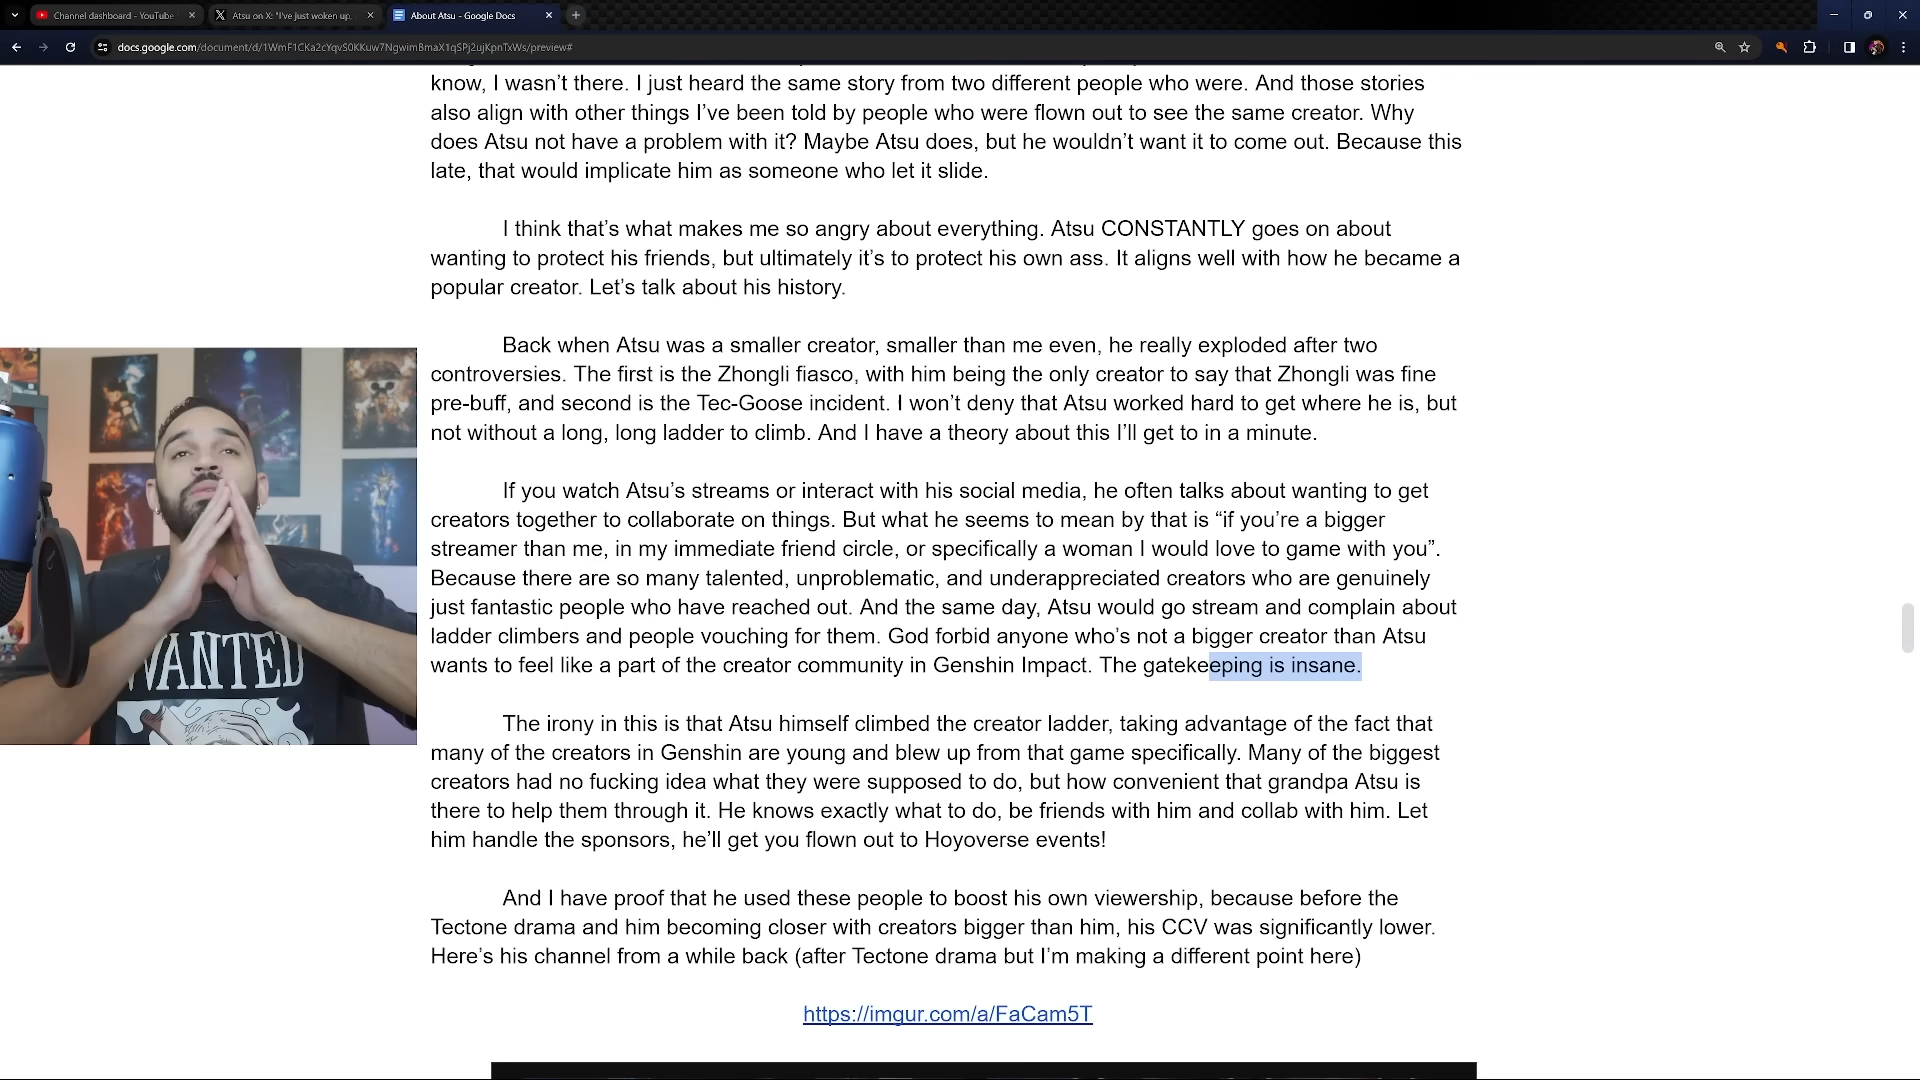 Channel dashboard - YouTube
Atsu on X: "I've just woken up,
About Atsu - Google Docs
docs.google.com/document/d/1WmF1CKa2cYqvS0KKuw7NgwimBmaX1qSPj2ujKpnTxWs/preview#
know, I wasn’t there. I just heard the same story from two different people who were. And those stories
also align with other things I’ve been told by people who were flown out to see the same creator. Why
does Atsu not have a problem with it? Maybe Atsu does, but he wouldn’t want it to come out. Because this
late, that would implicate him as someone who let it slide.
I think that’s what makes me so angry about everything. Atsu CONSTANTLY goes on about
wanting to protect his friends, but ultimately it’s to protect his own ass. It aligns well with how he became a
popular creator. Let’s talk about his history.
Back when Atsu was a smaller creator, smaller than me even, he really exploded after two
controversies. The first is the Zhongli fiasco, with him being the only creator to say that Zhongli was fine
pre-buff, and second is the Tec-Goose incident. I won’t deny that Atsu worked hard to get where he is, but
not without a long, long ladder to climb. And I have a theory about this I’ll get to in a minute.
If you watch Atsu’s streams or interact with his social media, he often talks about wanting to get
creators together to collaborate on things. But what he seems to mean by that is “if you’re a bigger
streamer than me, in my immediate friend circle, or specifically a woman I would love to game with you”.
Because there are so many talented, unproblematic, and underappreciated creators who are genuinely
just fantastic people who have reached out. And the same day, Atsu would go stream and complain about
ladder climbers and people vouching for them. God forbid anyone who’s not a bigger creator than Atsu
wants to feel like a part of the creator community in Genshin Impact. The gatekeeping is insane.
The irony in this is that Atsu himself climbed the creator ladder, taking advantage of the fact that
many of the creators in Genshin are young and blew up from that game specifically. Many of the biggest
creators had no fucking idea what they were supposed to do, but how convenient that grandpa Atsu is
there to help them through it. He knows exactly what to do, be friends with him and collab with him. Let
him handle the sponsors, he’ll get you flown out to Hoyoverse events!
And I have proof that he used these people to boost his own viewership, because before the
Tectone drama and him becoming closer with creators bigger than him, his CCV was significantly lower.
Here’s his channel from a while back (after Tectone drama but I’m making a different point here)
https://imgur.com/a/FaCam5T
WANTED